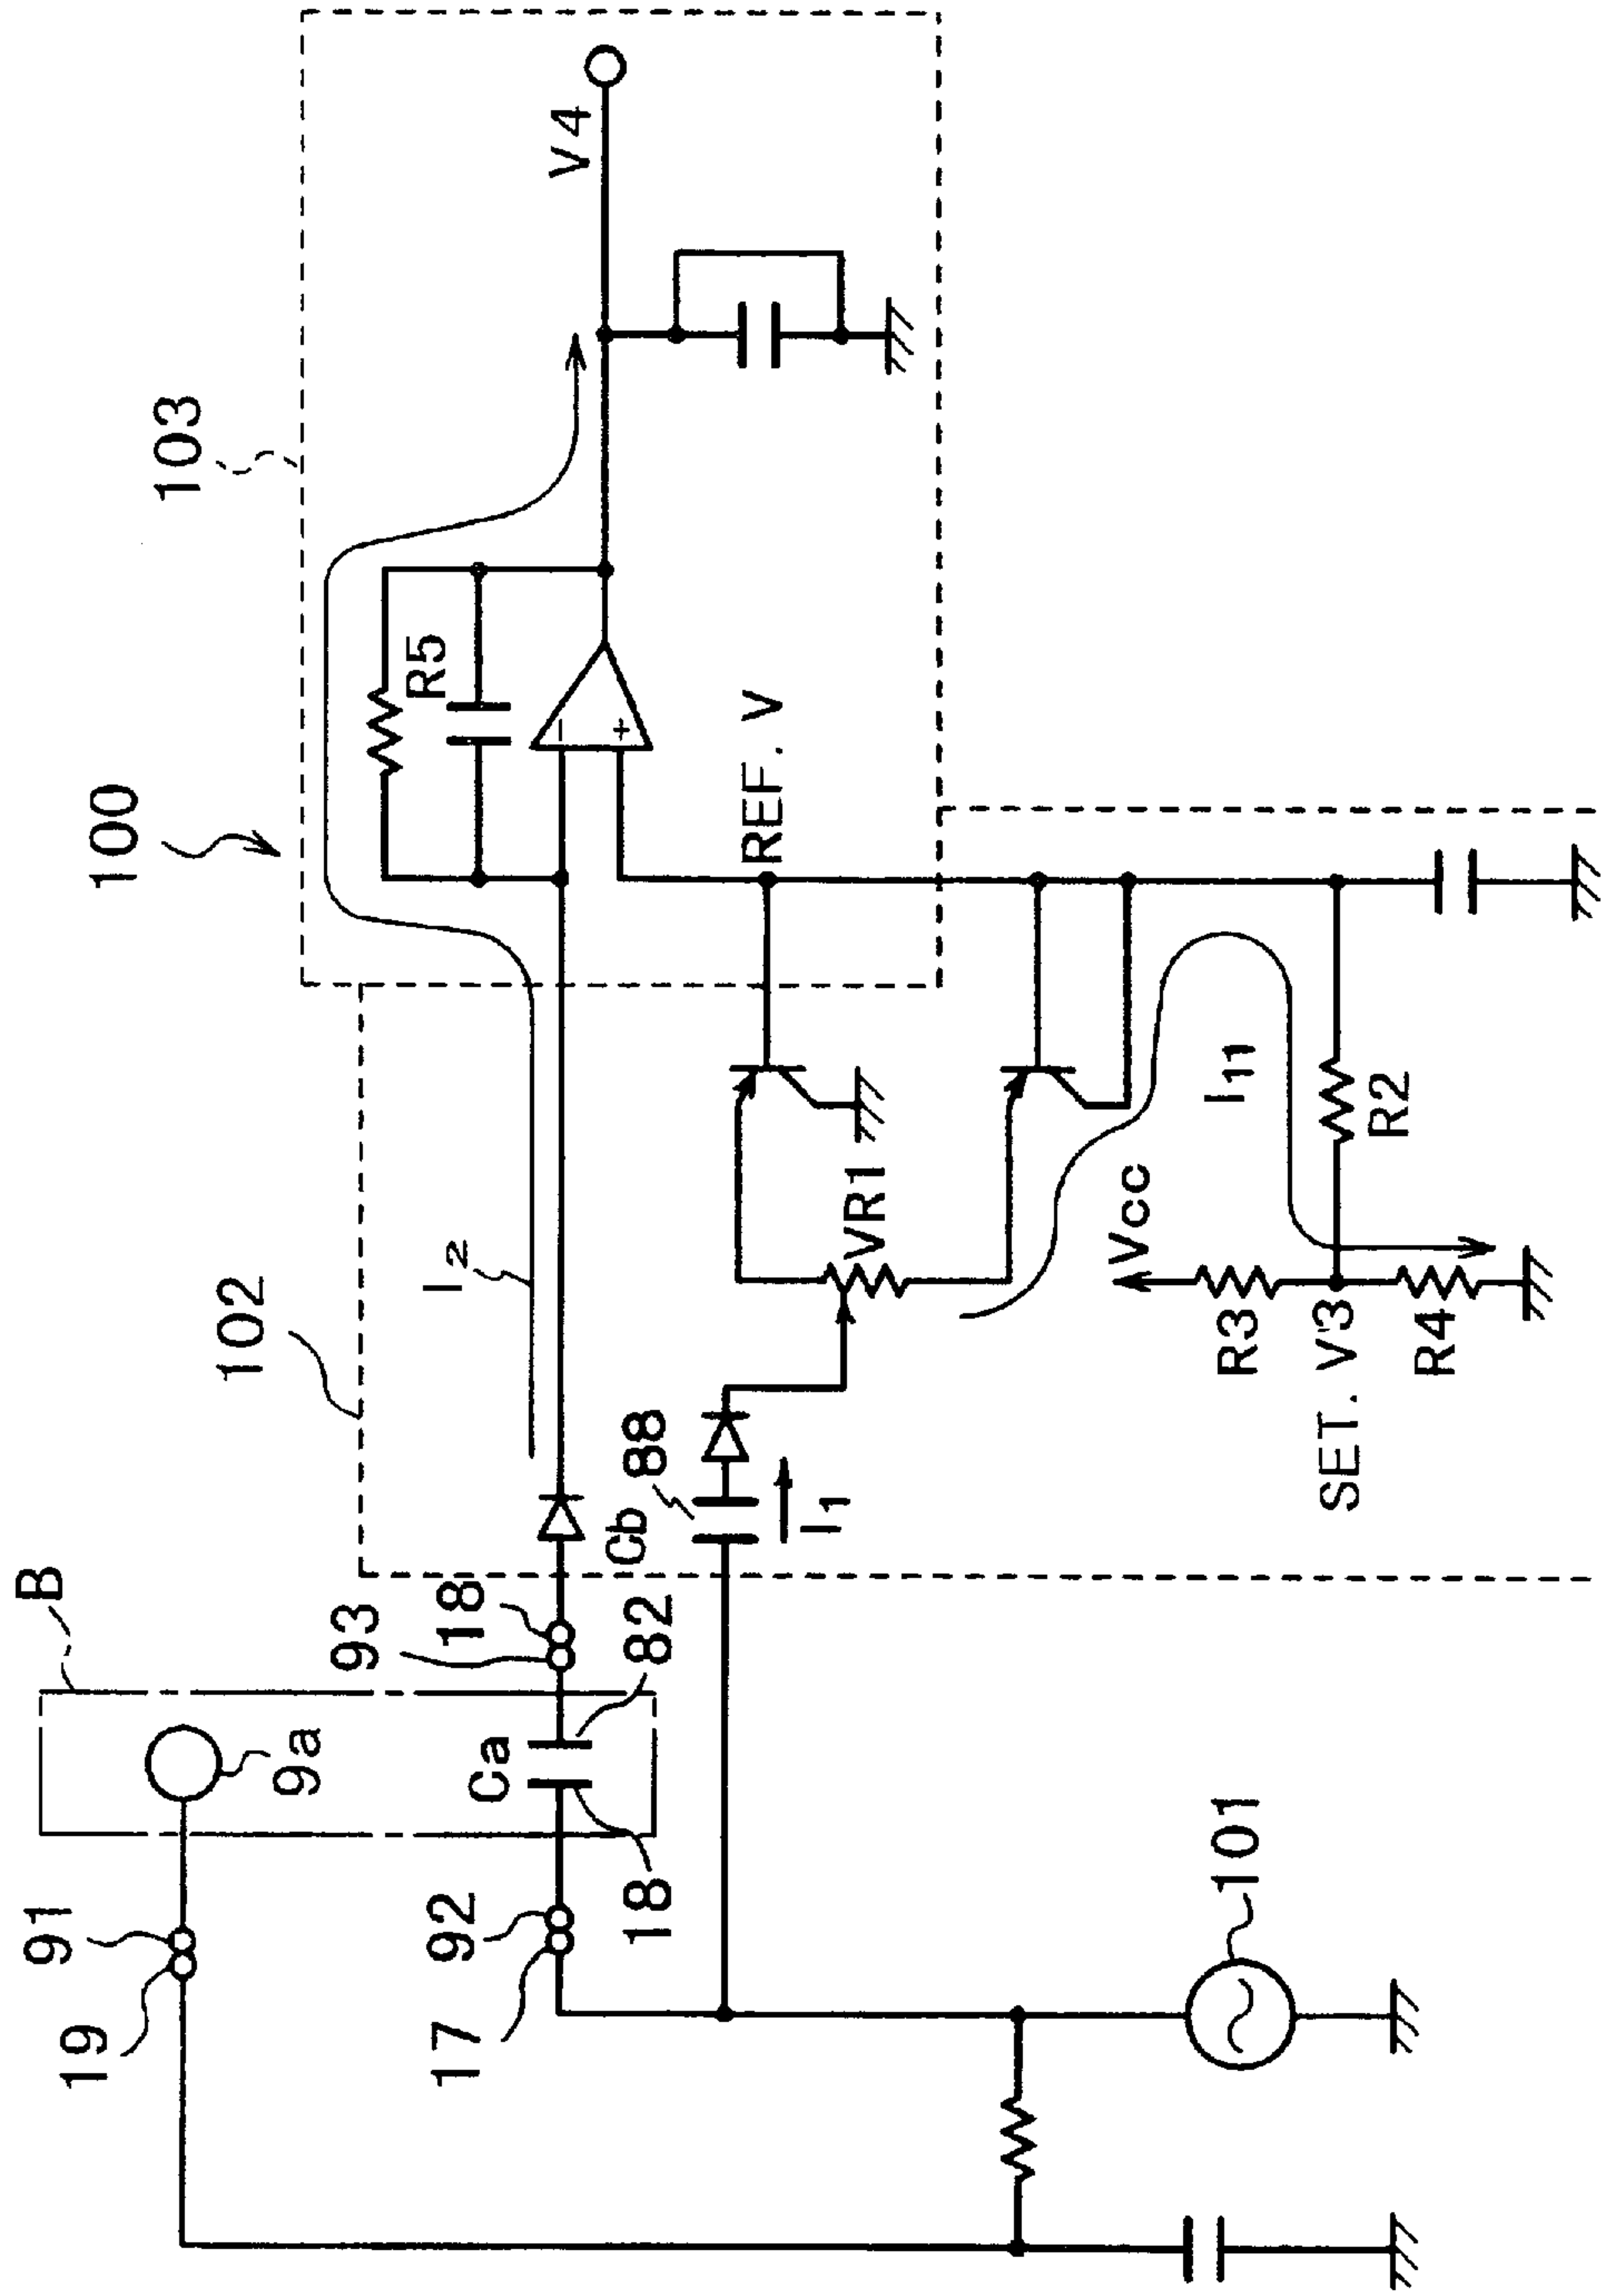 100
103
102
B
V4
R5
I2
REF. V
91
19
9a
93
18
Ca
82
92
17
18
Cb
88
I1
VR1
I11
Vcc
R2
R3
SET. V3
R4
101
−
+